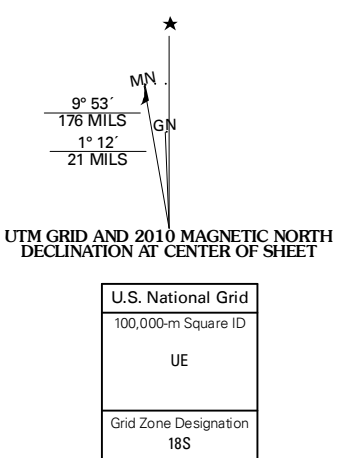 ★
MN
9° 53´
176 MILS
GN
1° 12´
21 MILS
UTM GRID AND 2010 MAGNETIC NORTH
DECLINATION AT CENTER OF SHEET
U.S. National Grid
100,000-m Square ID
UE
Grid Zone Designation
18S